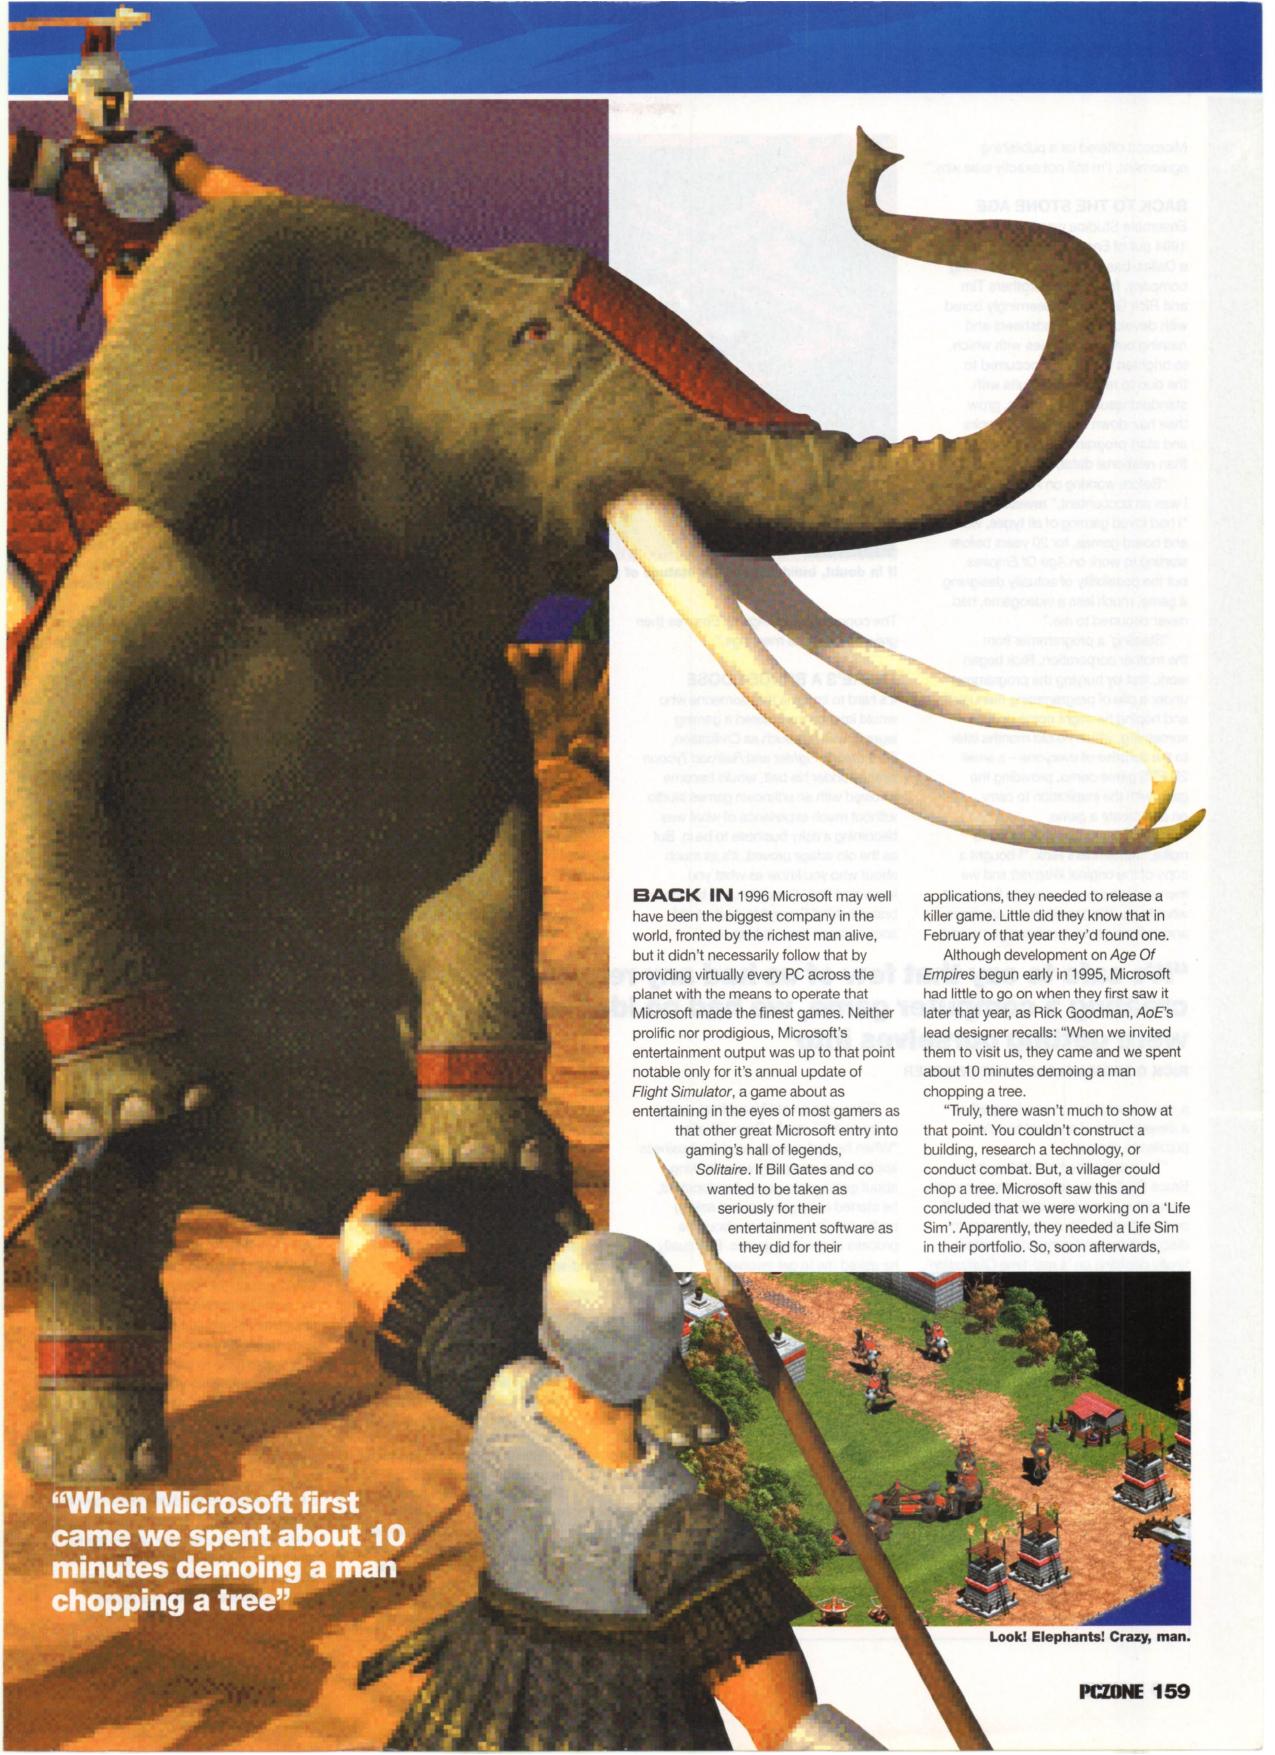 BACK IN 1996 Microsoft may well
have been the biggest company in the
world, fronted by the richest man alive,
but it didn't necessarily follow that by
providing virtually every PC across the
planet with the means to operate that
Microsoft made the finest games. Neither
prolific nor prodigious, Microsoft's
entertainment output was up to that point
notable only for it's annual update of
Flight Simulator, a game about as
entertaining in the eyes of most gamers as
that other great Microsoft entry into
gaming's hall of legends,
Solitaire. If Bill Gates and co
wanted to be taken as
seriously for their
entertainment software as
they did for their
applications, they needed to release a
killer game. Little did they know that in
February of that year they'd found one.
Although development on Age Of
Empires begun early in 1995, Microsoft
had little to go on when they first saw it
later that year, as Rick Goodman, AoE's
lead designer recalls: "When we invited
them to visit us, they came and we spent
about 10 minutes demoing a man
chopping a tree.
"Truly, there wasn't much to show at
that point. You couldn't construct a
building, research a technology, or
conduct combat. But, a villager could
chop a tree. Microsoft saw this and
concluded that we were working on a 'Life
Sim'. Apparently, they needed a Life Sim
in their portfolio. So, soon afterwards,
"When Microsoft first
came we spent about 10
minutes demoing a man
chopping a tree"
Look! Elephants! Crazy, man.
PCZONE 159